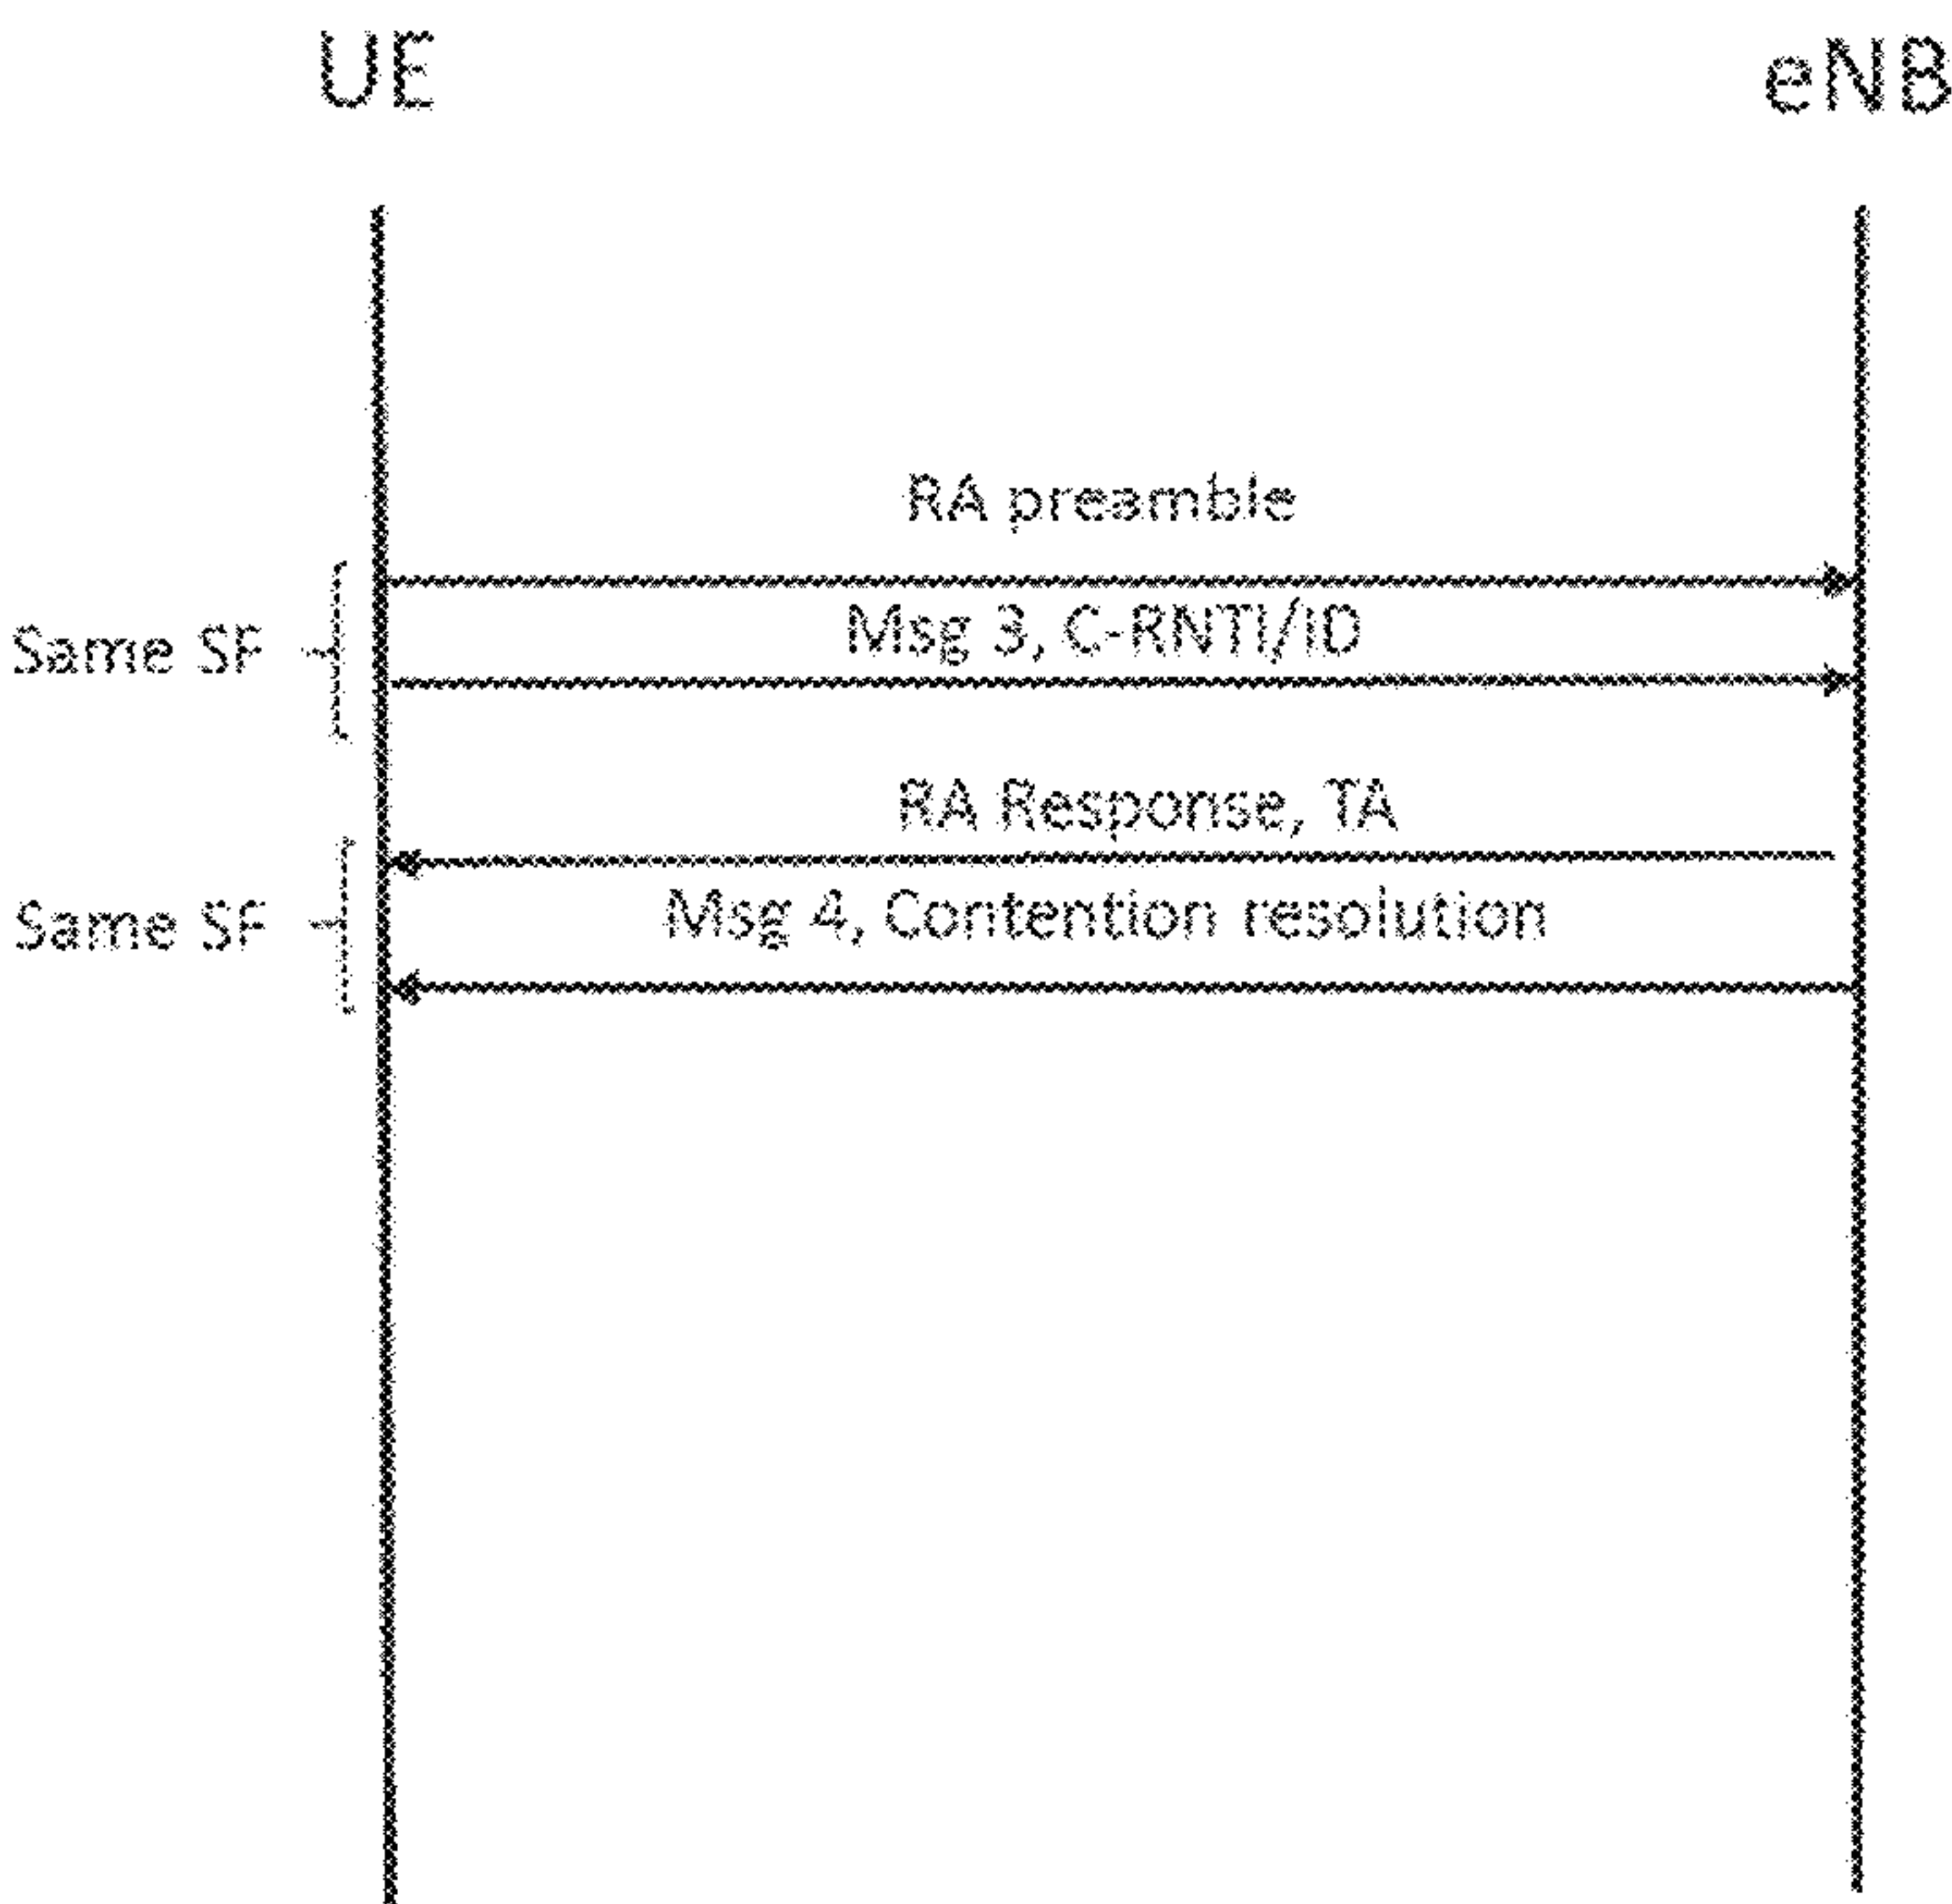 UE eNB
RA preamble
Msg 3, C-RNTI/ID
Same SF
RA Response, TA
Msg 4, Contention resolution
Same SF